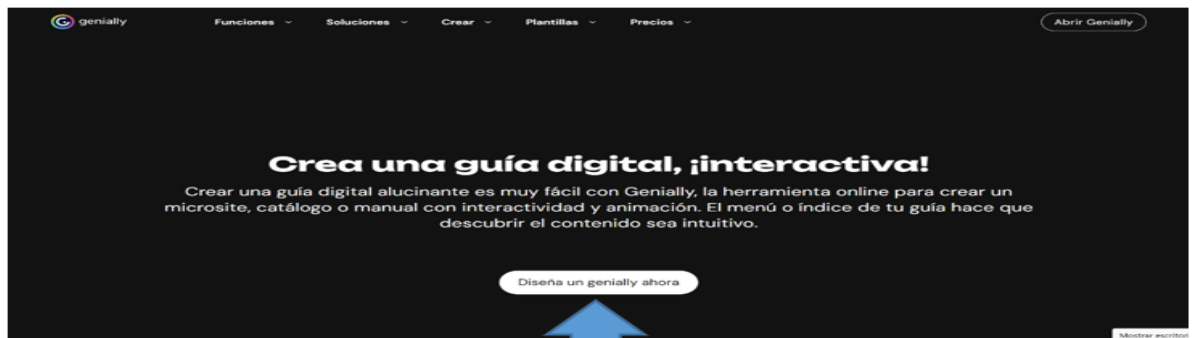 genially
Funciones
Soluciones
Crear
Plantillas
Precios
Abrir Genially
Crea una guía digital, ¡interactiva!
Crear una guía digital alucinante es muy fácil con Genially, la herramienta online para crear un
microsite, catálogo o manual con interactividad y animación. El menú o índice de tu guía hace que
descubrir el contenido sea intuitivo.
Diseña un genially ahora
Mostrar escritori